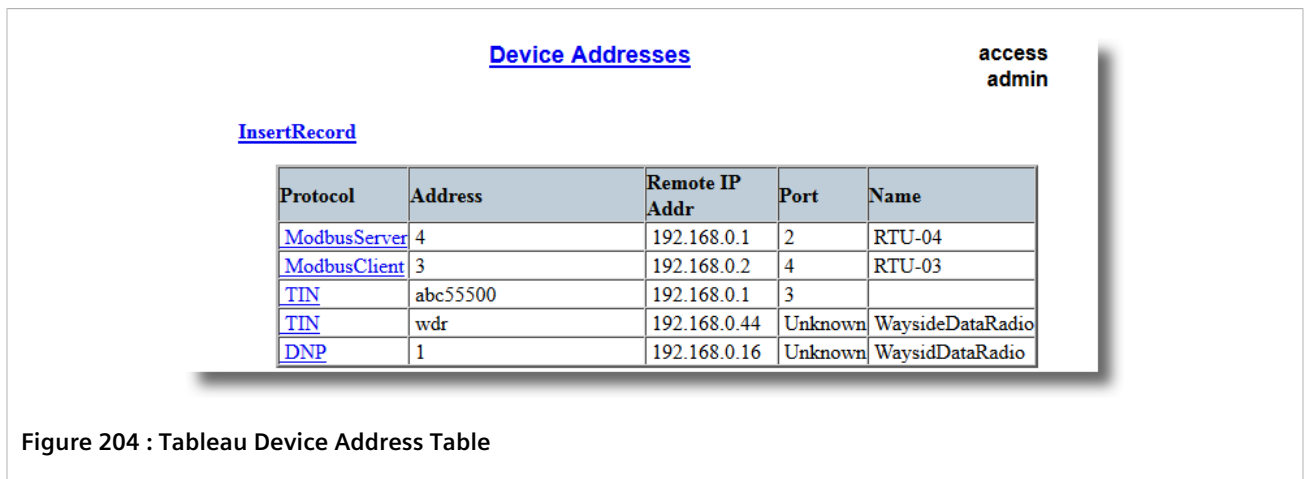 Device Addresses
access
admin
InsertRecord
Protocol Address Remote IP Addr Port Name
ModbusServer 4 192.168.0.1 2 RTU-04
ModbusClient 3 192.168.0.2 4 RTU-03
TIN abc55500 192.168.0.1 3
TIN wdr 192.168.0.44 Unknown WaysideDataRadio
DNP 1 192.168.0.16 Unknown WaysidDataRadio
Figure 204 : Tableau Device Address Table